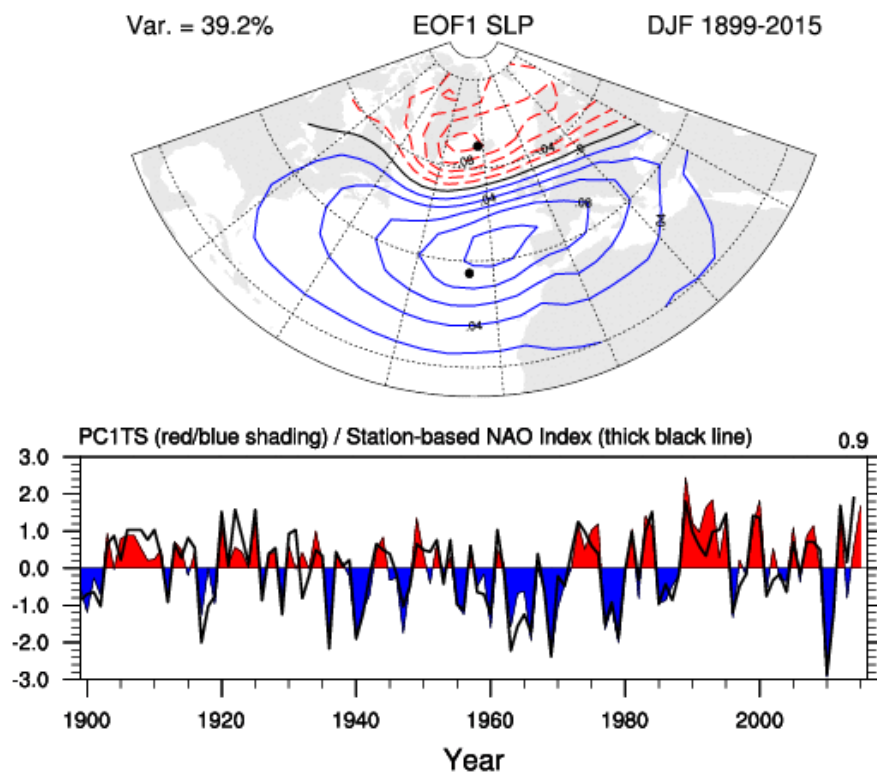 Var. = 39.2% EOF1 SLP DJF 1899-2015
.08 .04 0
.04 .08 .04
.04
PC1TS (red/blue shading) / Station-based NAO Index (thick black line) 0.9
3.0
2.0
1.0
0.0
-1.0
-2.0
-3.0
1900 1920 1940 1960 1980 2000
Year